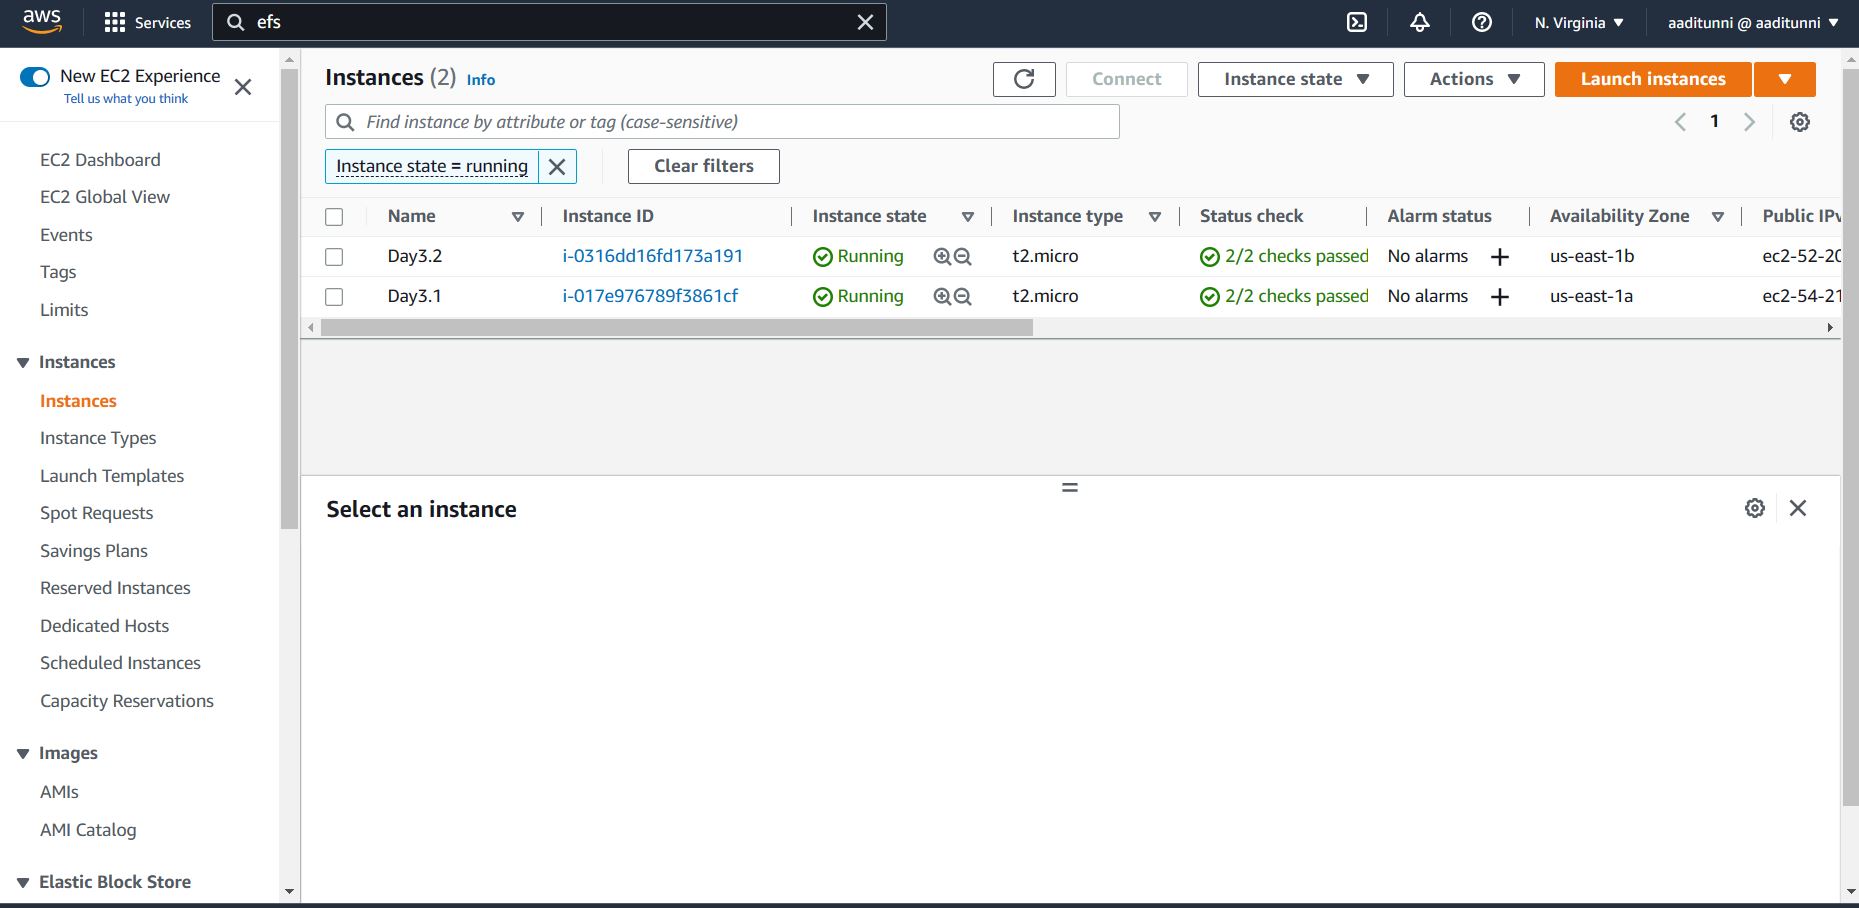 aws Services efs N. Virginia aaditunni @ aaditunni
New EC2 Experience
Tell us what you think
EC2 Dashboard
EC2 Global View
Events
Tags
Limits
Instances
Instances
Instance Types
Launch Templates
Spot Requests
Savings Plans
Reserved Instances
Dedicated Hosts
Scheduled Instances
Capacity Reservations
Images
AMIs
AMI Catalog
Elastic Block Store
Instances (2) Info Connect Instance state Actions Launch instances
Find instance by attribute or tag (case-sensitive) 1
Instance state = running Clear filters
Name Instance ID Instance state Instance type Status check Alarm status Availability Zone Public IPv
Day3.2 i-0316dd16fd173a191 Running t2.micro 2/2 checks passed No alarms us-east-1b ec2-52-20
Day3.1 i-017e976789f3861cf Running t2.micro 2/2 checks passed No alarms us-east-1a ec2-54-21
Select an instance